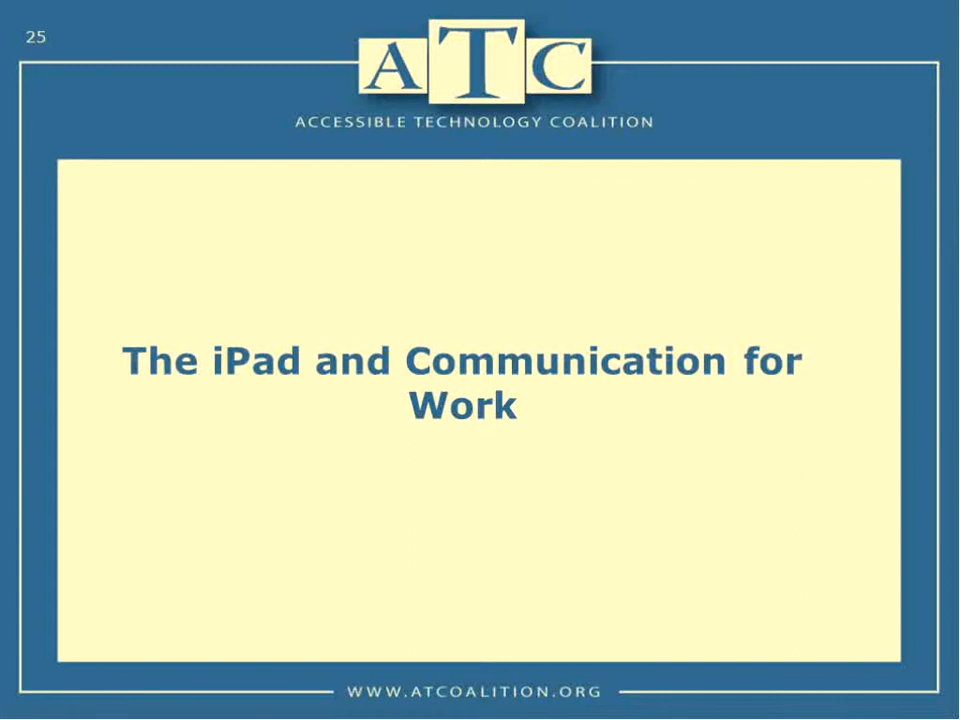 25
ATC
ACCESSIBLE TECHNOLOGY COALITION
The iPad and Communication for
Work
WWW.ATCOALITION.ORG